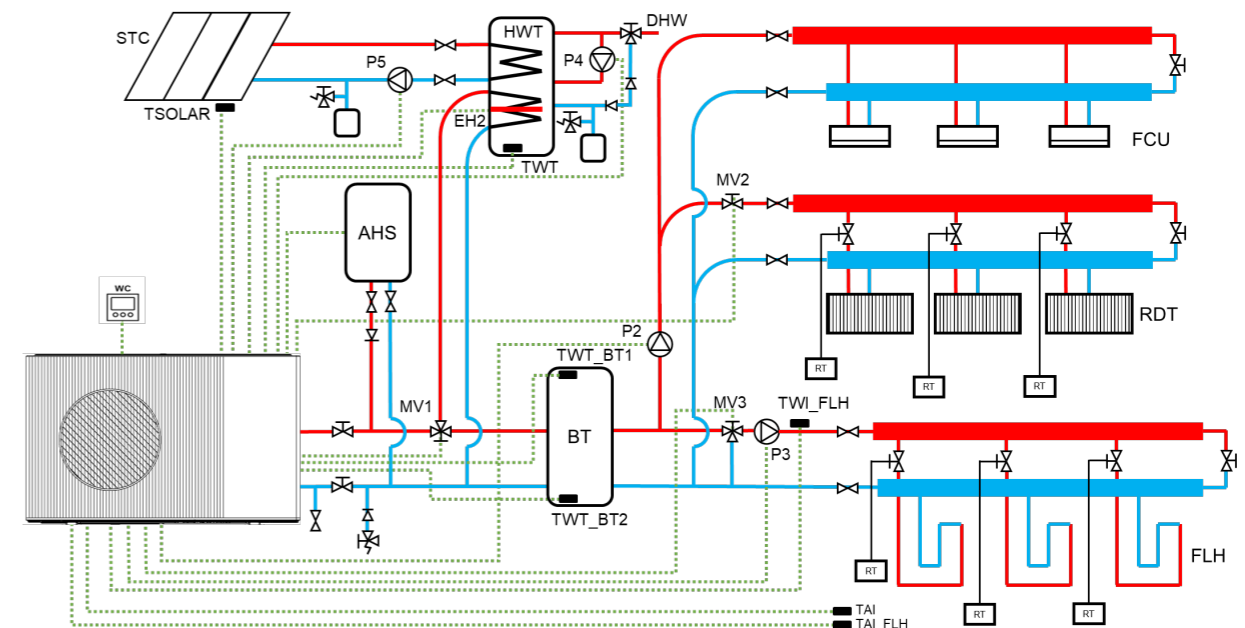 STC
HWT
DHW
P4
P5
TSOLAR
EH2
TWT
FCU
MV2
AHS
WC
RDT
P2
TWT_BT1
RT
RT
RT
MV1
BT
MV3
TWI_FLH
P3
TWT_BT2
FLH
RT
RT
RT
TAI
TAI_FLH